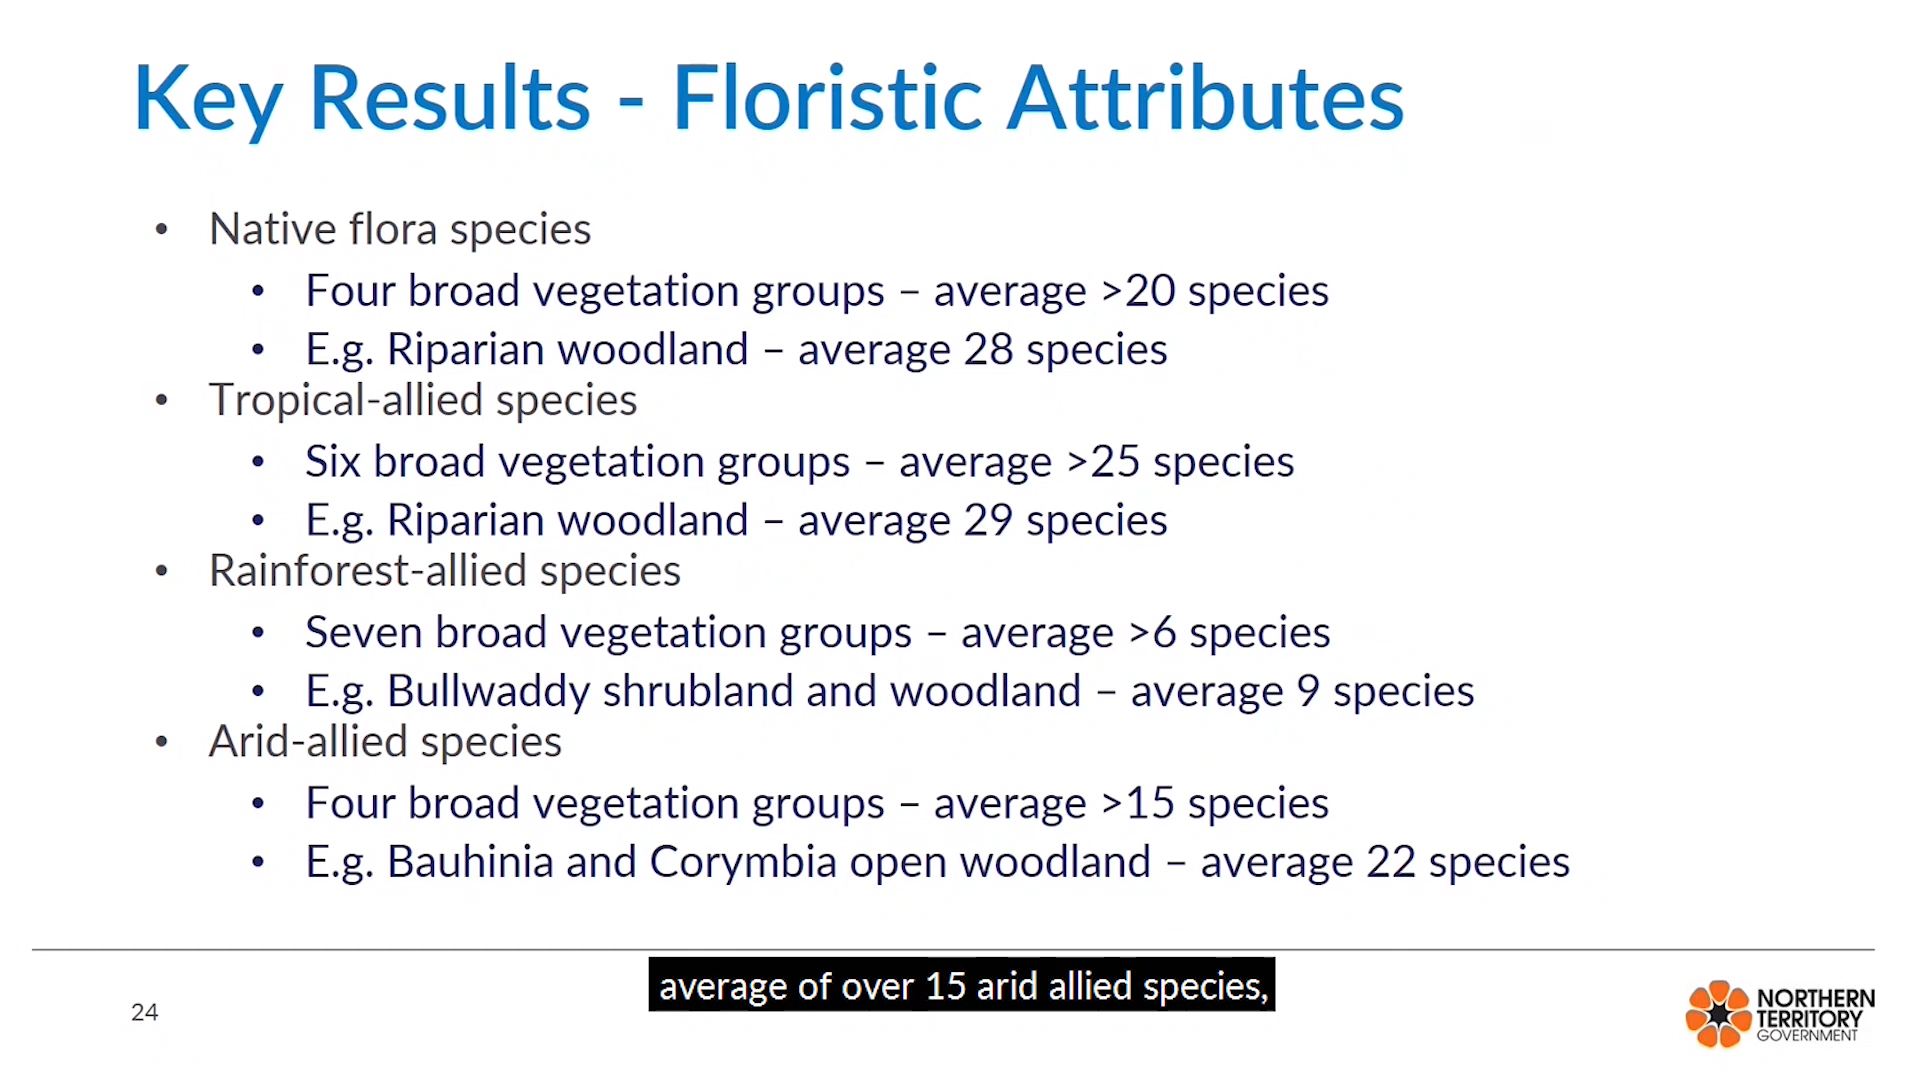 Key Results - Floristic Attributes
• Native flora species
• Four broad vegetation groups – average >20 species
• E.g. Riparian woodland – average 28 species
• Tropical-allied species
• Six broad vegetation groups – average >25 species
• E.g. Riparian woodland – average 29 species
• Rainforest-allied species
• Seven broad vegetation groups – average >6 species
• E.g. Bullwaddy shrubland and woodland – average 9 species
• Arid-allied species
• Four broad vegetation groups – average >15 species
• E.g. Bauhinia and Corymbia open woodland – average 22 species
average of over 15 arid allied species,
24
NORTHERN
TERRITORY
GOVERNMENT